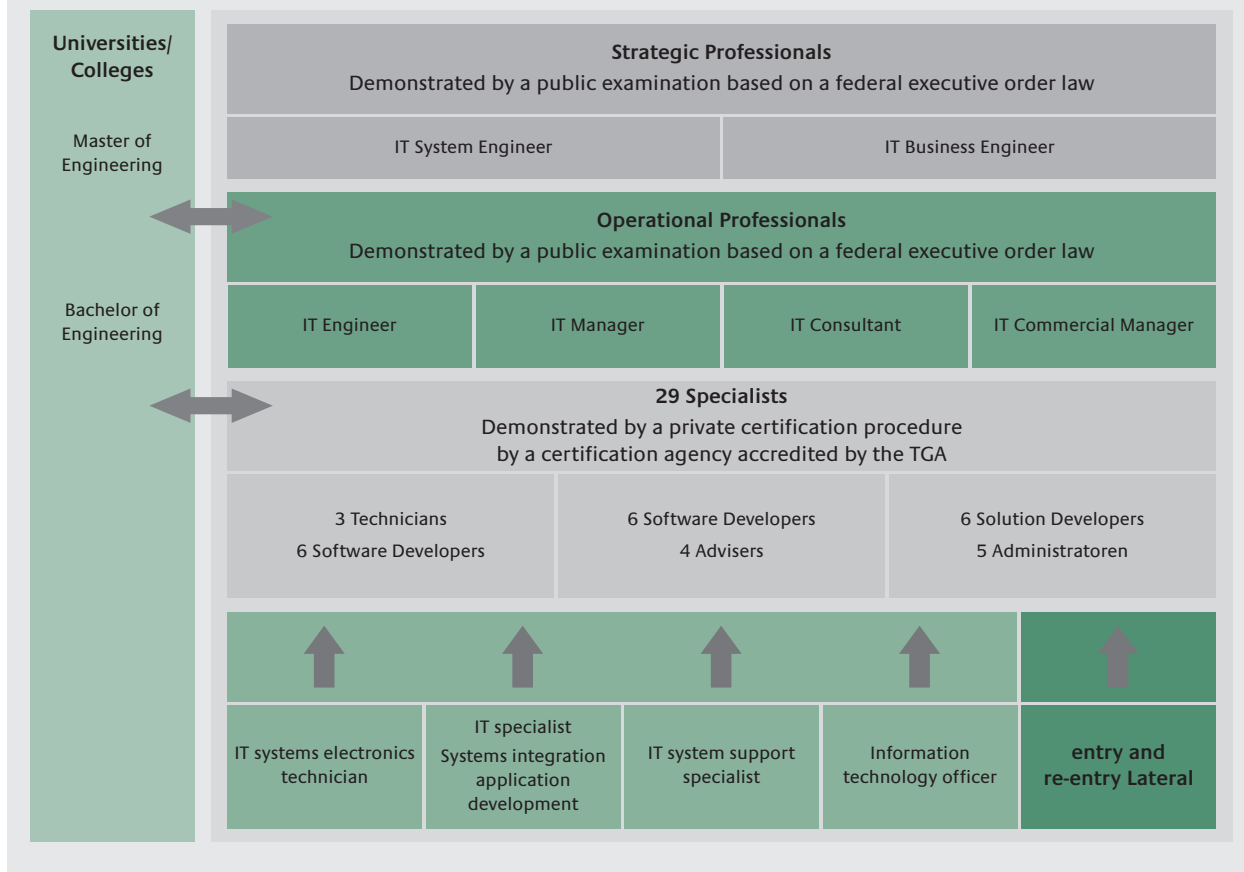 Universities/
Colleges
Strategic Professionals
Demonstrated by a public examination based on a federal executive order law
Master of
Engineering
IT System Engineer
IT Business Engineer
Operational Professionals
Demonstrated by a public examination based on a federal executive order law
Bachelor of
Engineering
IT Engineer
IT Manager
IT Consultant
IT Commercial Manager
29 Specialists
Demonstrated by a private certification procedure
by a certification agency accredited by the TGA
3 Technicians
6 Software Developers
6 Software Developers
4 Advisers
6 Solution Developers
5 Administratoren
IT systems electronics
technician
IT specialist
Systems integration
application
development
IT system support
specialist
Information
technology officer
entry and
re-entry Lateral